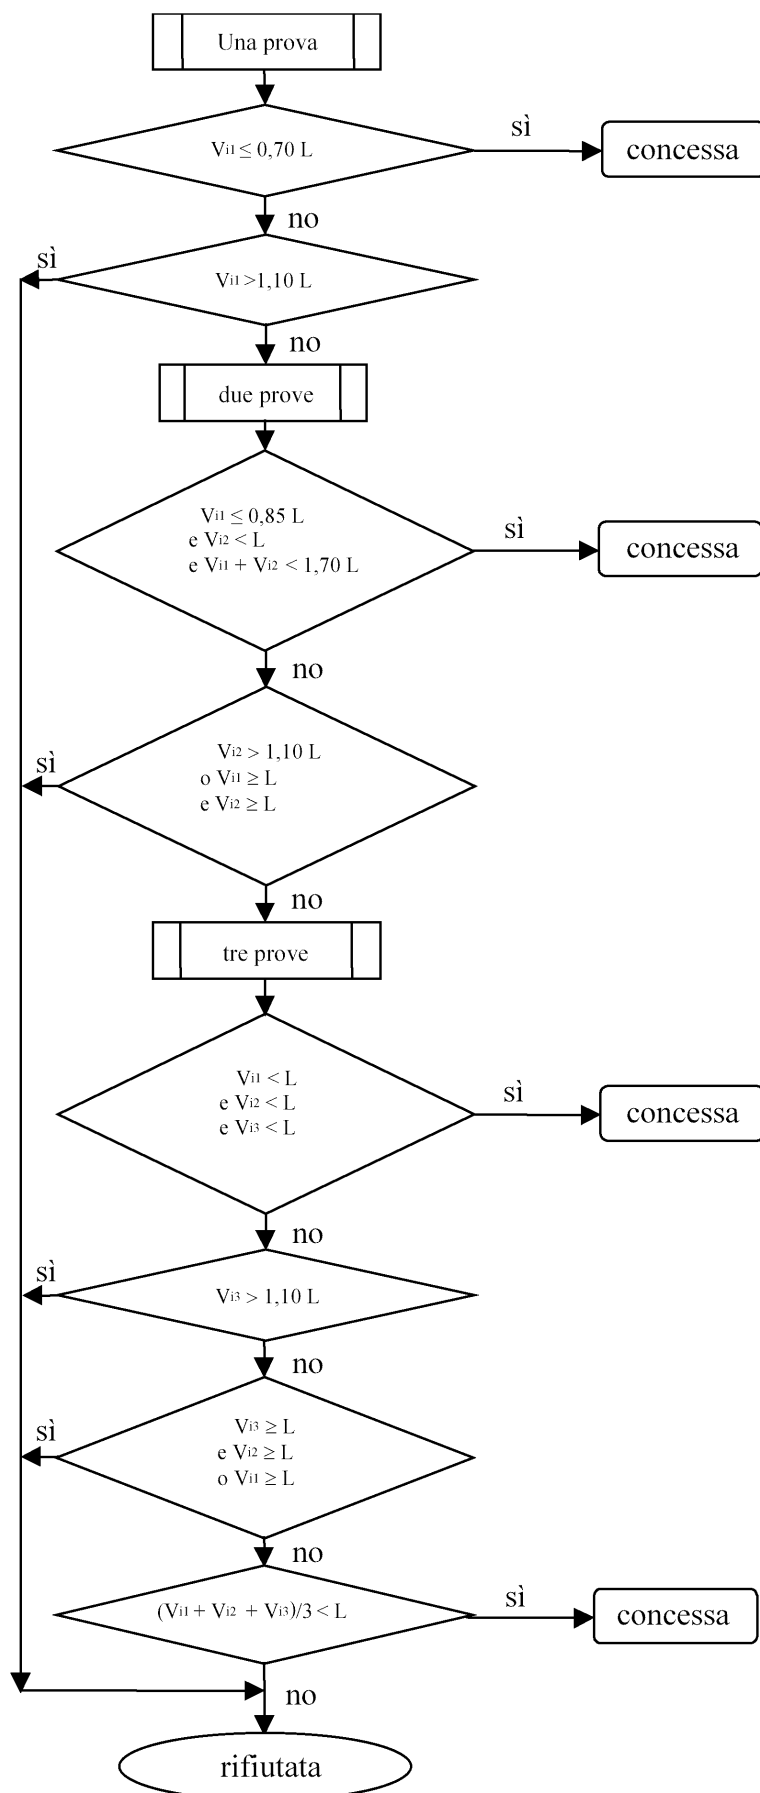 Una prova
Vi1 ≤ 0,70 L
sì
concessa
no
sì
Vi1 >1,10 L
no
due prove
Vi1 ≤ 0,85 L
e Vi2 < L
e Vi1 + Vi2 < 1,70 L
sì
concessa
no
sì
Vi2 > 1,10 L
o Vi1 ≥ L
e Vi2 ≥ L
no
tre prove
Vi1 < L
e Vi2 < L
e Vi3 < L
sì
concessa
no
sì
Vi3 > 1,10 L
no
sì
Vi3 ≥ L
e Vi2 ≥ L
o Vi1 ≥ L
no
(Vi1 + Vi2 + Vi3)/3 < L
sì
concessa
no
rifiutata